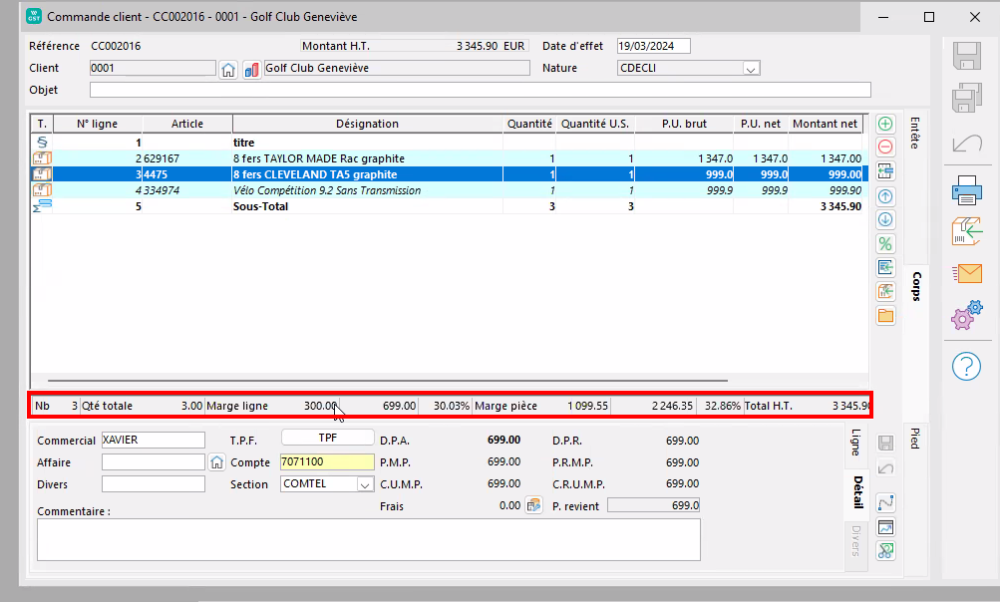 Commande client - CC002016 - 0001 - Golf Club Geneviève
Référence CC002016 Montant H.T. 3 345.90 EUR Date d'effet 19/03/2024
Client 0001 Golf Club Geneviève Nature CDECLI
Objet
T. N° ligne Article Désignation Quantité Quantité U.S. P.U. brut P.U. net Montant net
1 titre
2 629167 8 fers TAYLOR MADE Rac graphite 1 1 1 347.0 1 347.0 1 347.00
3 4475 8 fers CLEVELAND TA5 graphite 1 1 999.0 999.0 999.00
4 334974 Vélo Compétition 9.2 Sans Transmission 1 1 999.9 999.9 999.90
5 Sous-Total 3 3 3 345.90
Nb 3 Qté totale 3.00 Marge ligne 300.00 699.00 30.03% Marge pièce 1 099.55 2 246.35 32.86% Total H.T. 3 345.90
Commercial XAVIER T.P.F. TPF D.P.A. 699.00 D.P.R. 699.00
Affaire Compte 7071100 P.M.P. 699.00 P.R.M.P. 699.00
Divers Section COMTEL C.U.M.P. 699.00 C.R.U.M.P. 699.00
Frais 0.00 P. revient 699.0
Commentaire :
Ligne
Détail
Divers
Entête
Corps
Pied